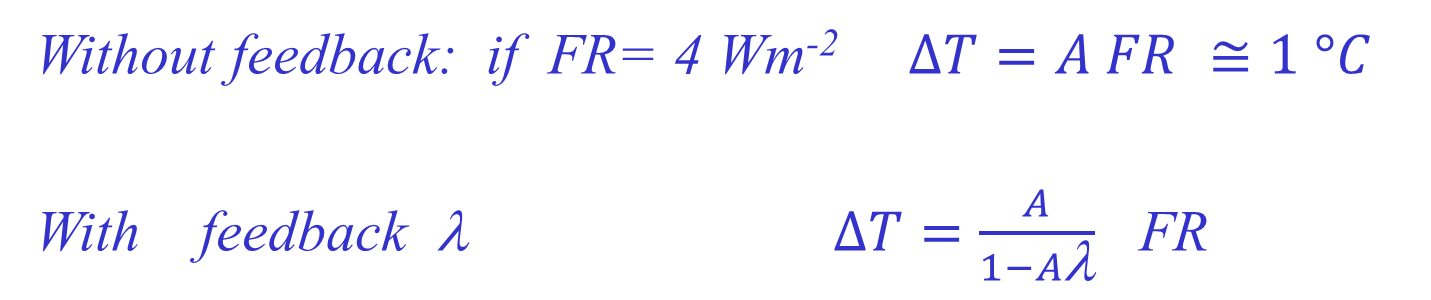 Without feedback: if FR= 4 Wm⁻² ΔT = A FR ≅ 1 °C
With feedback λ ΔT = A/(1−Aλ) FR